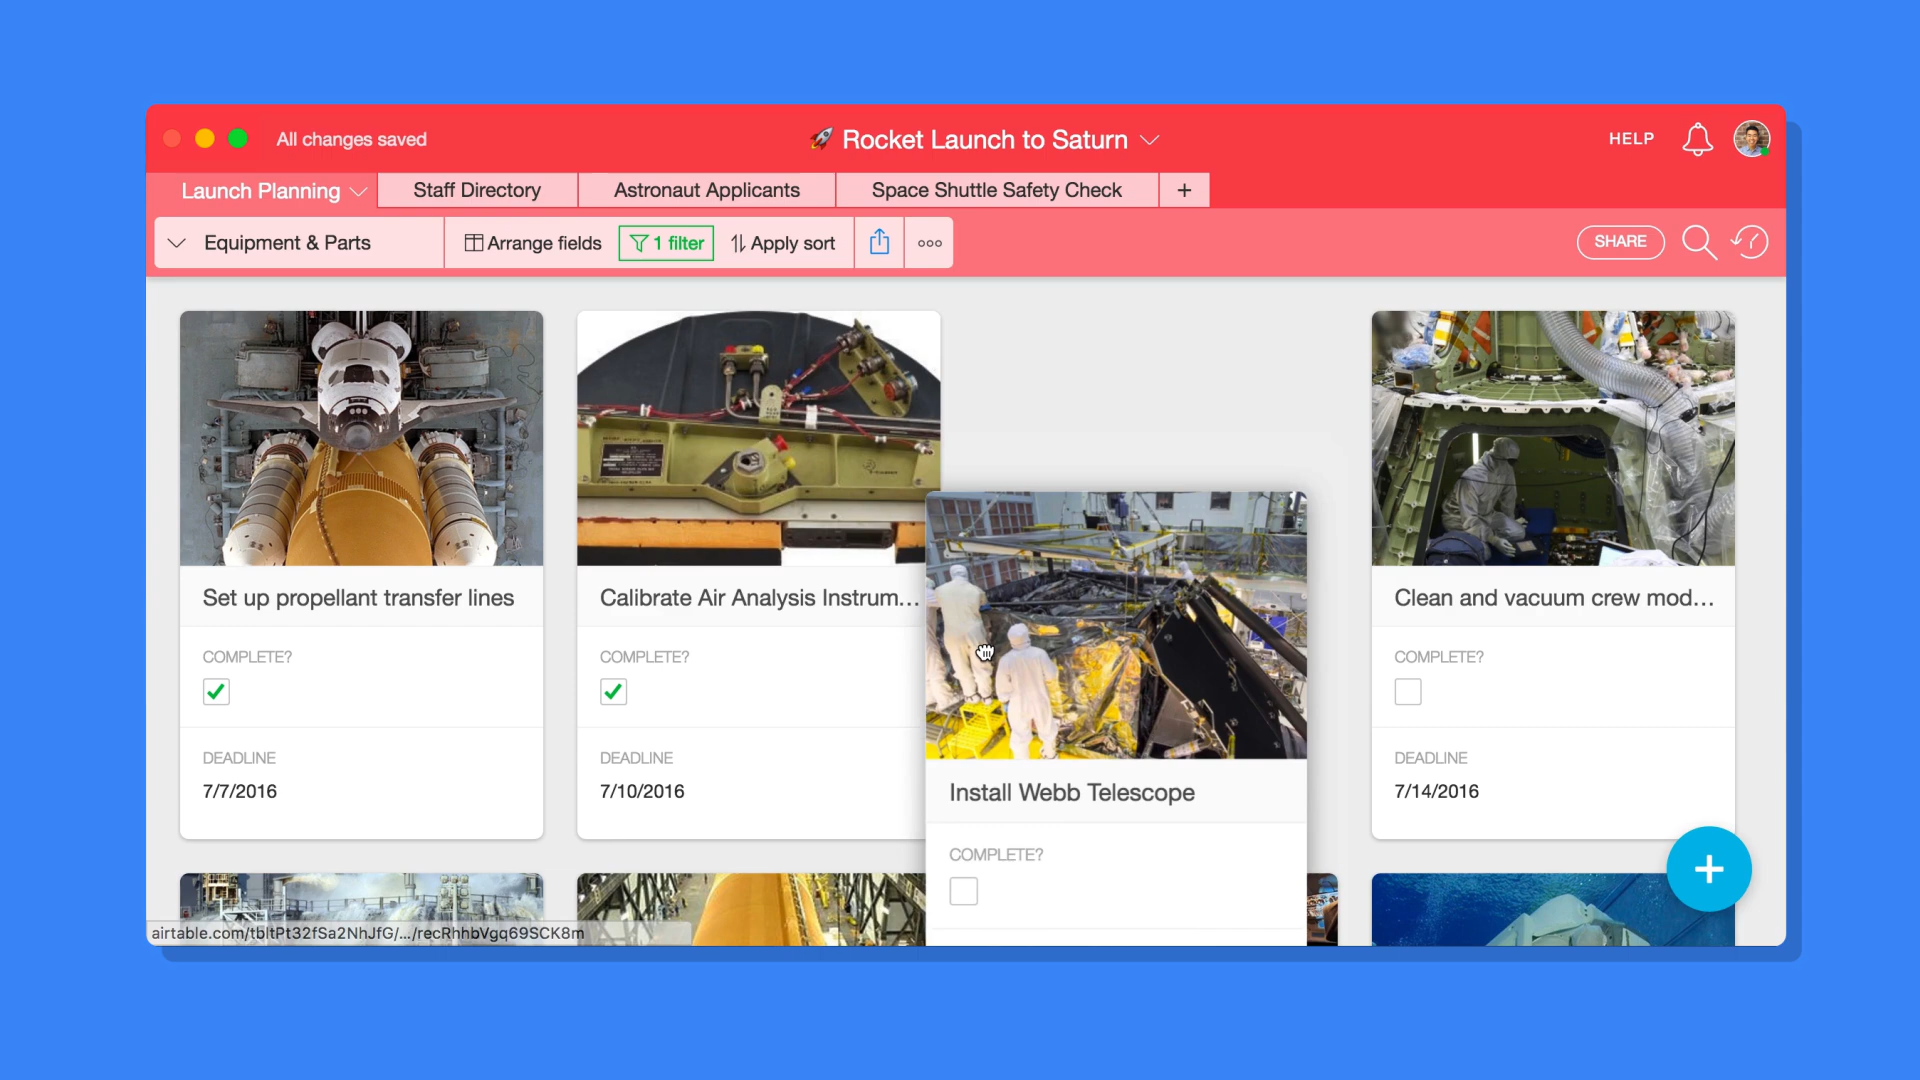 All changes saved
🚀 Rocket Launch to Saturn
HELP
Launch Planning
Staff Directory
Astronaut Applicants
Space Shuttle Safety Check
+
Equipment & Parts
Arrange fields
1 filter
Apply sort
SHARE
Set up propellant transfer lines
COMPLETE?
DEADLINE
7/7/2016
Calibrate Air Analysis Instrum...
COMPLETE?
DEADLINE
7/10/2016
Install Webb Telescope
COMPLETE?
Clean and vacuum crew mod...
COMPLETE?
DEADLINE
7/14/2016
+
airtable.com/tbltPt32fSa2NhJfG/.../recRhhbVgq69SCK8m